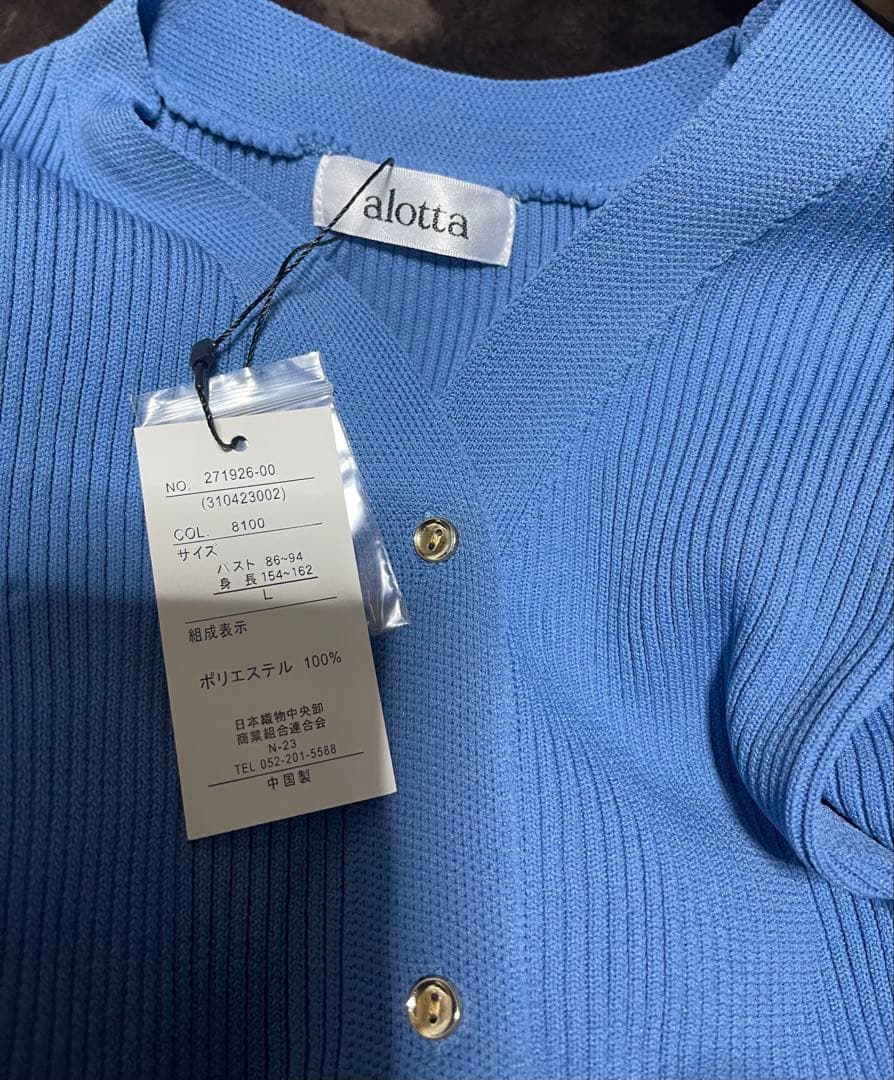 alotta
NO. 271926-00
(310423002)
COL. 8100
サイズ
バスト 86~94
身 長 154~162
L
組成表示
ポリエステル 100%
日本織物中央卸
商業組合連合会
N-23
TEL 052-201-5588
中国製